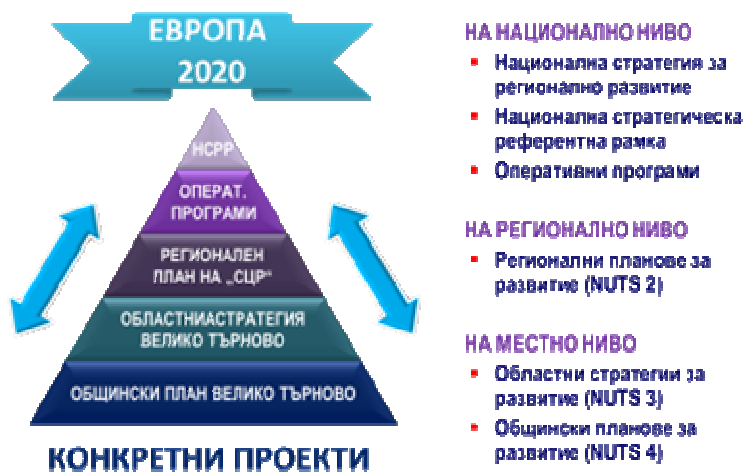 ЕВРОПА
2020
НСРР
ОПЕРАТ.
ПРОГРАМИ
РЕГИОНАЛЕН
ПЛАН НА „СЦР“
ОБЛАСТНИАСТРАТЕГИЯ
ВЕЛИКО ТЪРНОВО
ОБЩИНСКИ ПЛАН ВЕЛИКО ТЪРНОВО
КОНКРЕТНИ ПРОЕКТИ
НА НАЦИОНАЛНО НИВО
Национална стратегия за
регионално развитие
Национална стратегическа
референтна рамка
Оперативни програми
НА РЕГИОНАЛНО НИВО
Регионални планове за
развитие (NUTS 2)
НА МЕСТНО НИВО
Областни стратегии за
развитие (NUTS 3)
Общински планове за
развитие (NUTS 4)